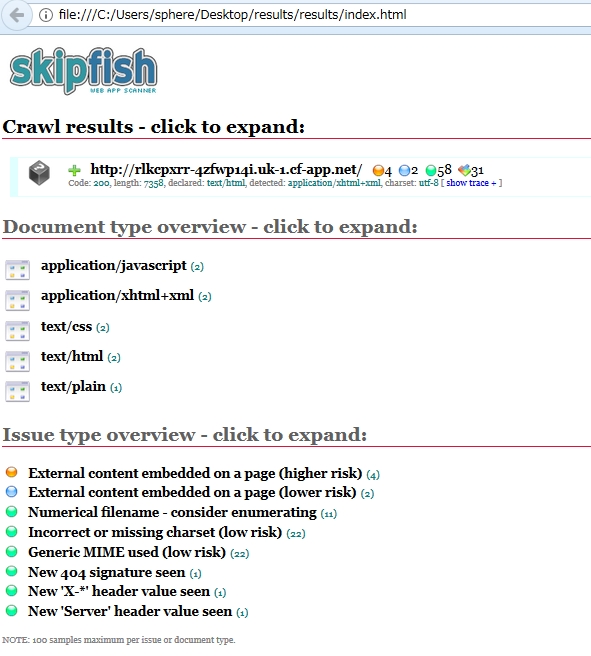 file:///C:/Users/sphere/Desktop/results/results/index.html
skipfish
WEB APP SCANNER
Crawl results - click to expand:
http://rlkcpxrr-4zfwp14i.uk-1.cf-app.net/ 4 2 58 31
Code: 200, length: 7358, declared: text/html, detected: application/xhtml+xml, charset: utf-8 [ show trace + ]
Document type overview - click to expand:
application/javascript (2)
application/xhtml+xml (2)
text/css (2)
text/html (2)
text/plain (1)
Issue type overview - click to expand:
External content embedded on a page (higher risk) (4)
External content embedded on a page (lower risk) (2)
Numerical filename - consider enumerating (11)
Incorrect or missing charset (low risk) (22)
Generic MIME used (low risk) (22)
New 404 signature seen (1)
New 'X-*' header value seen (1)
New 'Server' header value seen (1)
NOTE: 100 samples maximum per issue or document type.